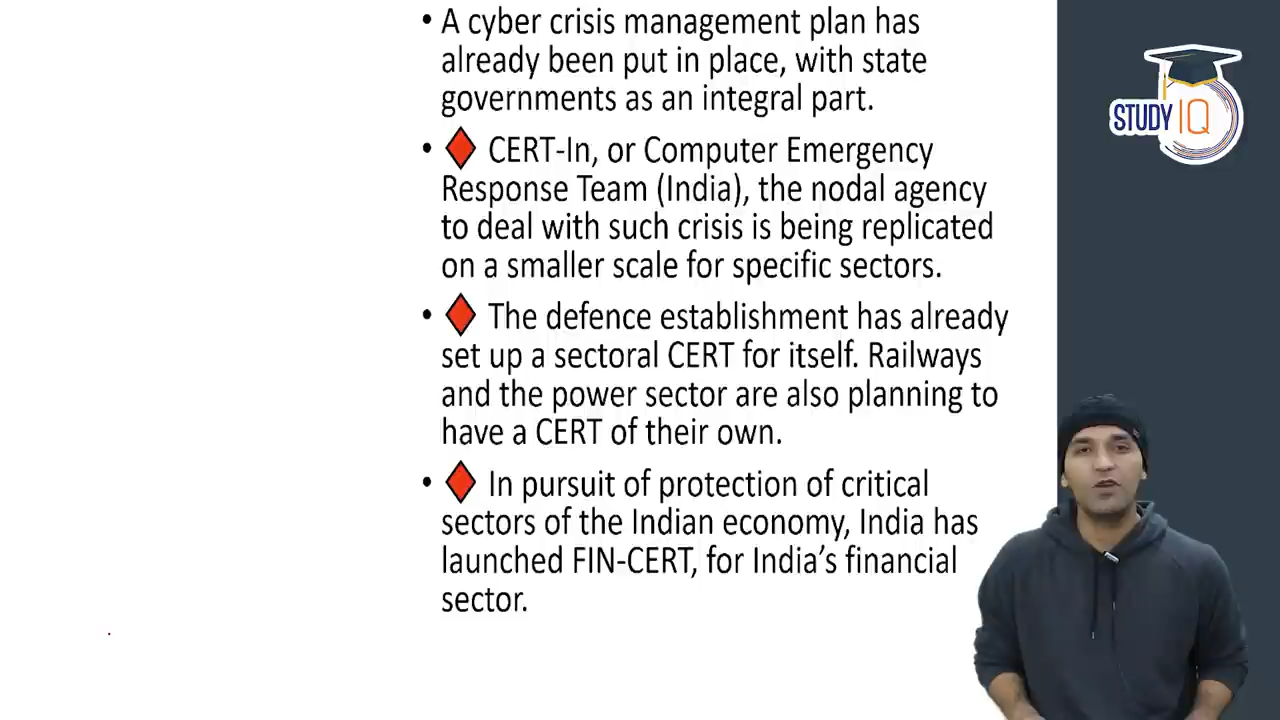 • A cyber crisis management plan has
already been put in place, with state
governments as an integral part.
• ♦ CERT-In, or Computer Emergency
Response Team (India), the nodal agency
to deal with such crisis is being replicated
on a smaller scale for specific sectors.
• ♦ The defence establishment has already
set up a sectoral CERT for itself. Railways
and the power sector are also planning to
have a CERT of their own.
• ♦ In pursuit of protection of critical
sectors of the Indian economy, India has
launched FIN-CERT, for India’s financial
sector.
STUDY IQ